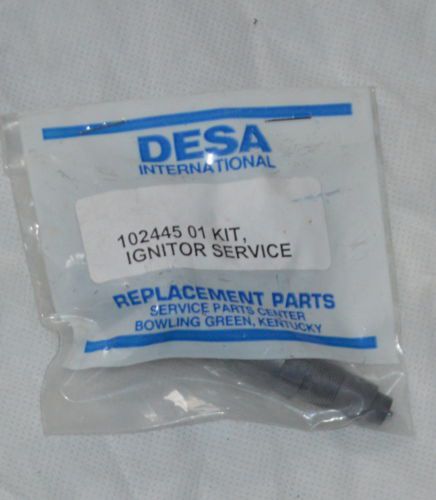 DESA
INTERNATIONAL
102445 01 KIT,
IGNITOR SERVICE
REPLACEMENT PARTS
SERVICE PARTS CENTER
BOWLING GREEN, KENTUCKY